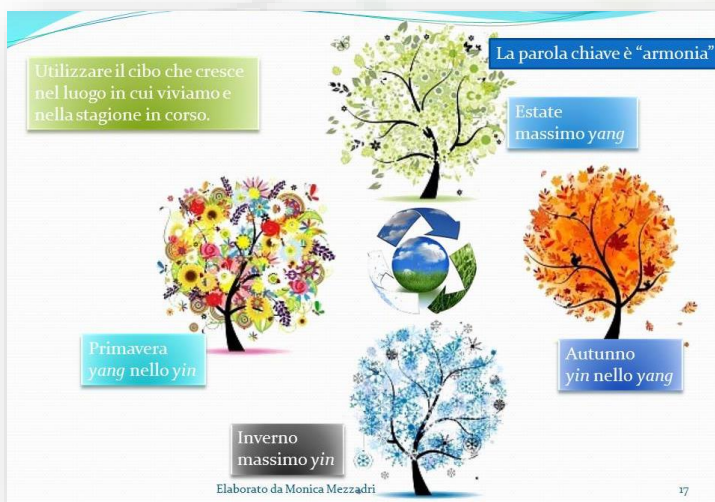 La parola chiave è “armonia”
Utilizzare il cibo che cresce
nel luogo in cui viviamo e
nella stagione in corso.
Estate
massimo yang
Primavera
yang nello yin
Autunno
yin nello yang
Inverno
massimo yin
Elaborato da Monica Mezzadri
17